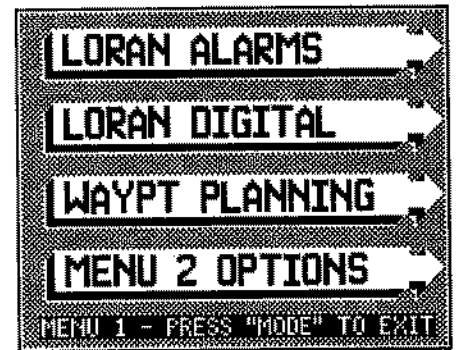 LORAN ALARMS
LORAN DIGITAL
WAYPT PLANNING
MENU 2 OPTIONS
MENU 1 - PRESS "MODE" TO EXIT